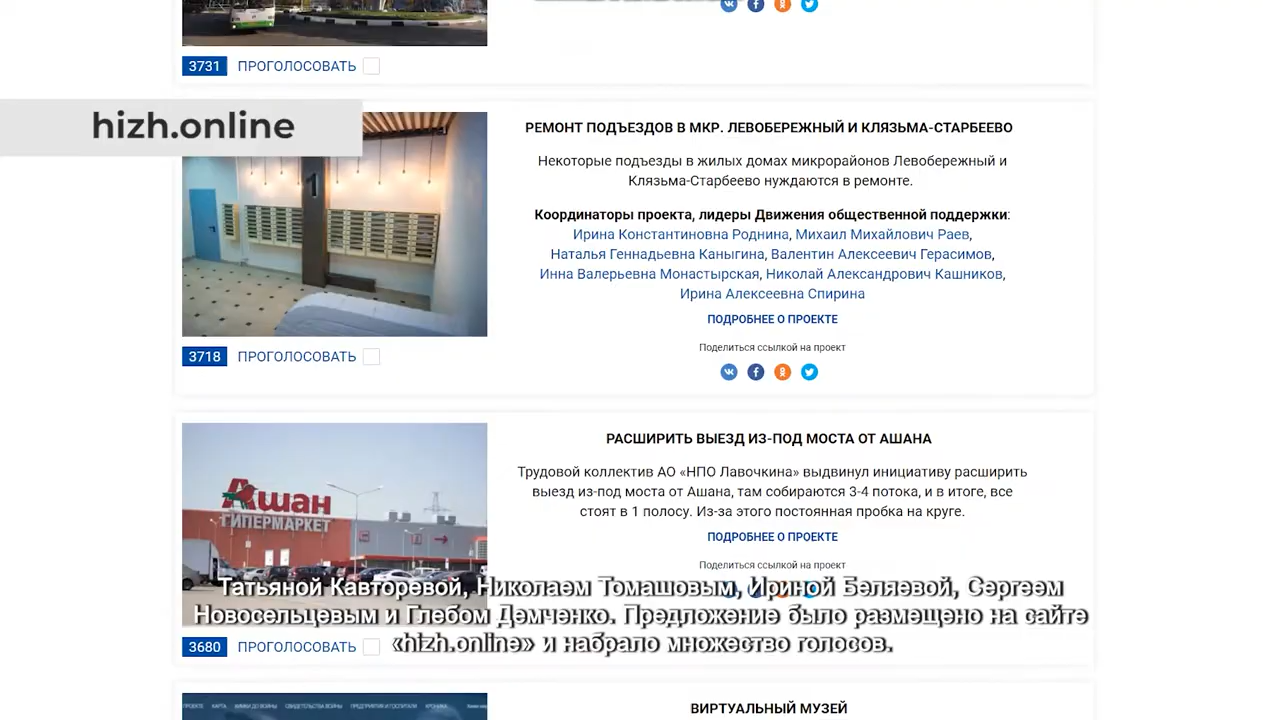 3731 ПРОГОЛОСОВАТЬ
hizh.online
1
РЕМОНТ ПОДЪЕЗДОВ В МКР. ЛЕВОБЕРЕЖНЫЙ И КЛЯЗЬМА-СТАРБЕЕВО
Некоторые подъезды в жилых домах микрорайонов Левобережный и
Клязьма-Старбеево нуждаются в ремонте.
Координаторы проекта, лидеры Движения общественной поддержки:
Ирина Константиновна Роднина, Михаил Михайлович Раев,
Наталья Геннадьевна Каныгина, Валентин Алексеевич Герасимов,
Инна Валерьевна Монастырская, Николай Александрович Кашников,
Ирина Алексеевна Спирина
ПОДРОБНЕЕ О ПРОЕКТЕ
Поделиться ссылкой на проект
3718 ПРОГОЛОСОВАТЬ
РАСШИРИТЬ ВЫЕЗД ИЗ-ПОД МОСТА ОТ АШАНА
Трудовой коллектив АО «НПО Лавочкина» выдвинул инициативу расширить
выезд из-под моста от Ашана, там собираются 3-4 потока, и в итоге, все
стоят в 1 полосу. Из-за этого постоянная пробка на круге.
ПОДРОБНЕЕ О ПРОЕКТЕ
Поделиться ссылкой на проект
Ашан
ГИПЕРМАРКЕТ
Татьяной Кавторевой, Николаем Томашовым, Ириной Беляевой, Сергеем
Новосельцевым и Глебом Демченко. Предложение было размещено на сайте
«hizh.online» и набрало множество голосов.
3680 ПРОГОЛОСОВАТЬ
ВИРТУАЛЬНЫЙ МУЗЕЙ